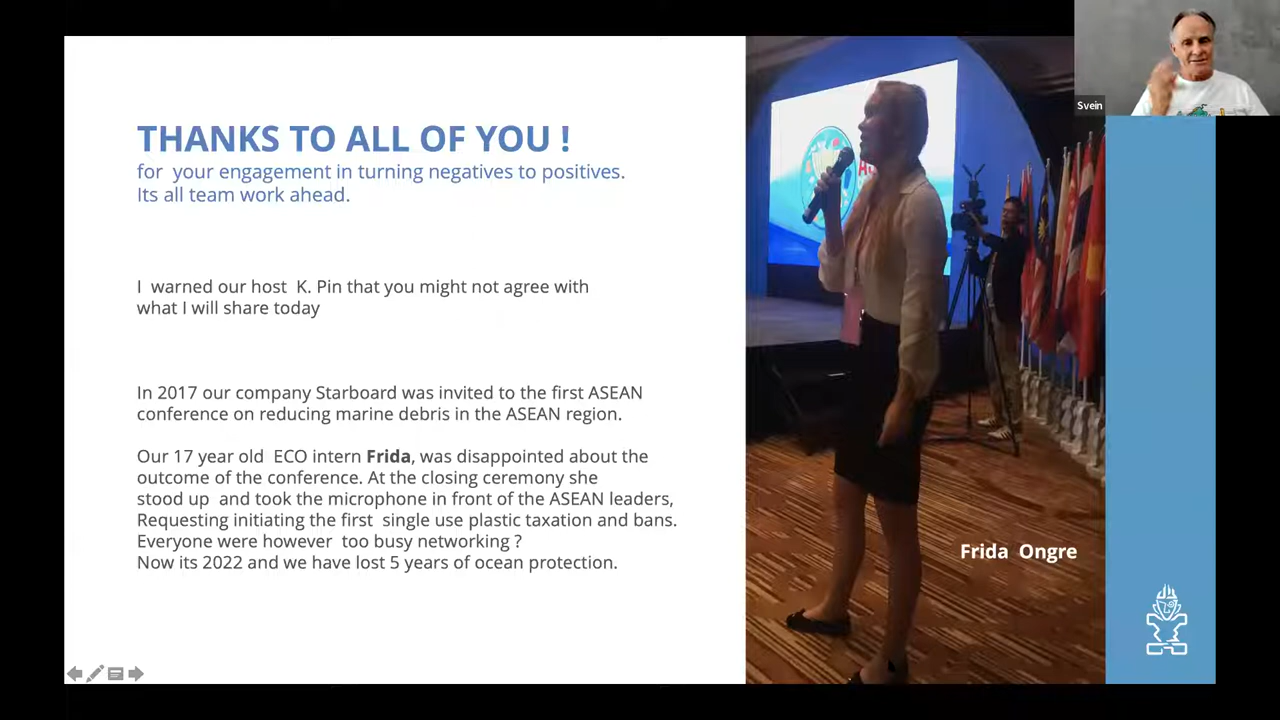 THANKS TO ALL OF YOU !
for your engagement in turning negatives to positives.
Its all team work ahead.
I warned our host K. Pin that you might not agree with
what I will share today
In 2017 our company Starboard was invited to the first ASEAN
conference on reducing marine debris in the ASEAN region.
Our 17 year old ECO intern Frida, was disappointed about the
outcome of the conference. At the closing ceremony she
stood up and took the microphone in front of the ASEAN leaders,
Requesting initiating the first single use plastic taxation and bans.
Everyone were however too busy networking ?
Now its 2022 and we have lost 5 years of ocean protection.
Frida Ongre
Svein